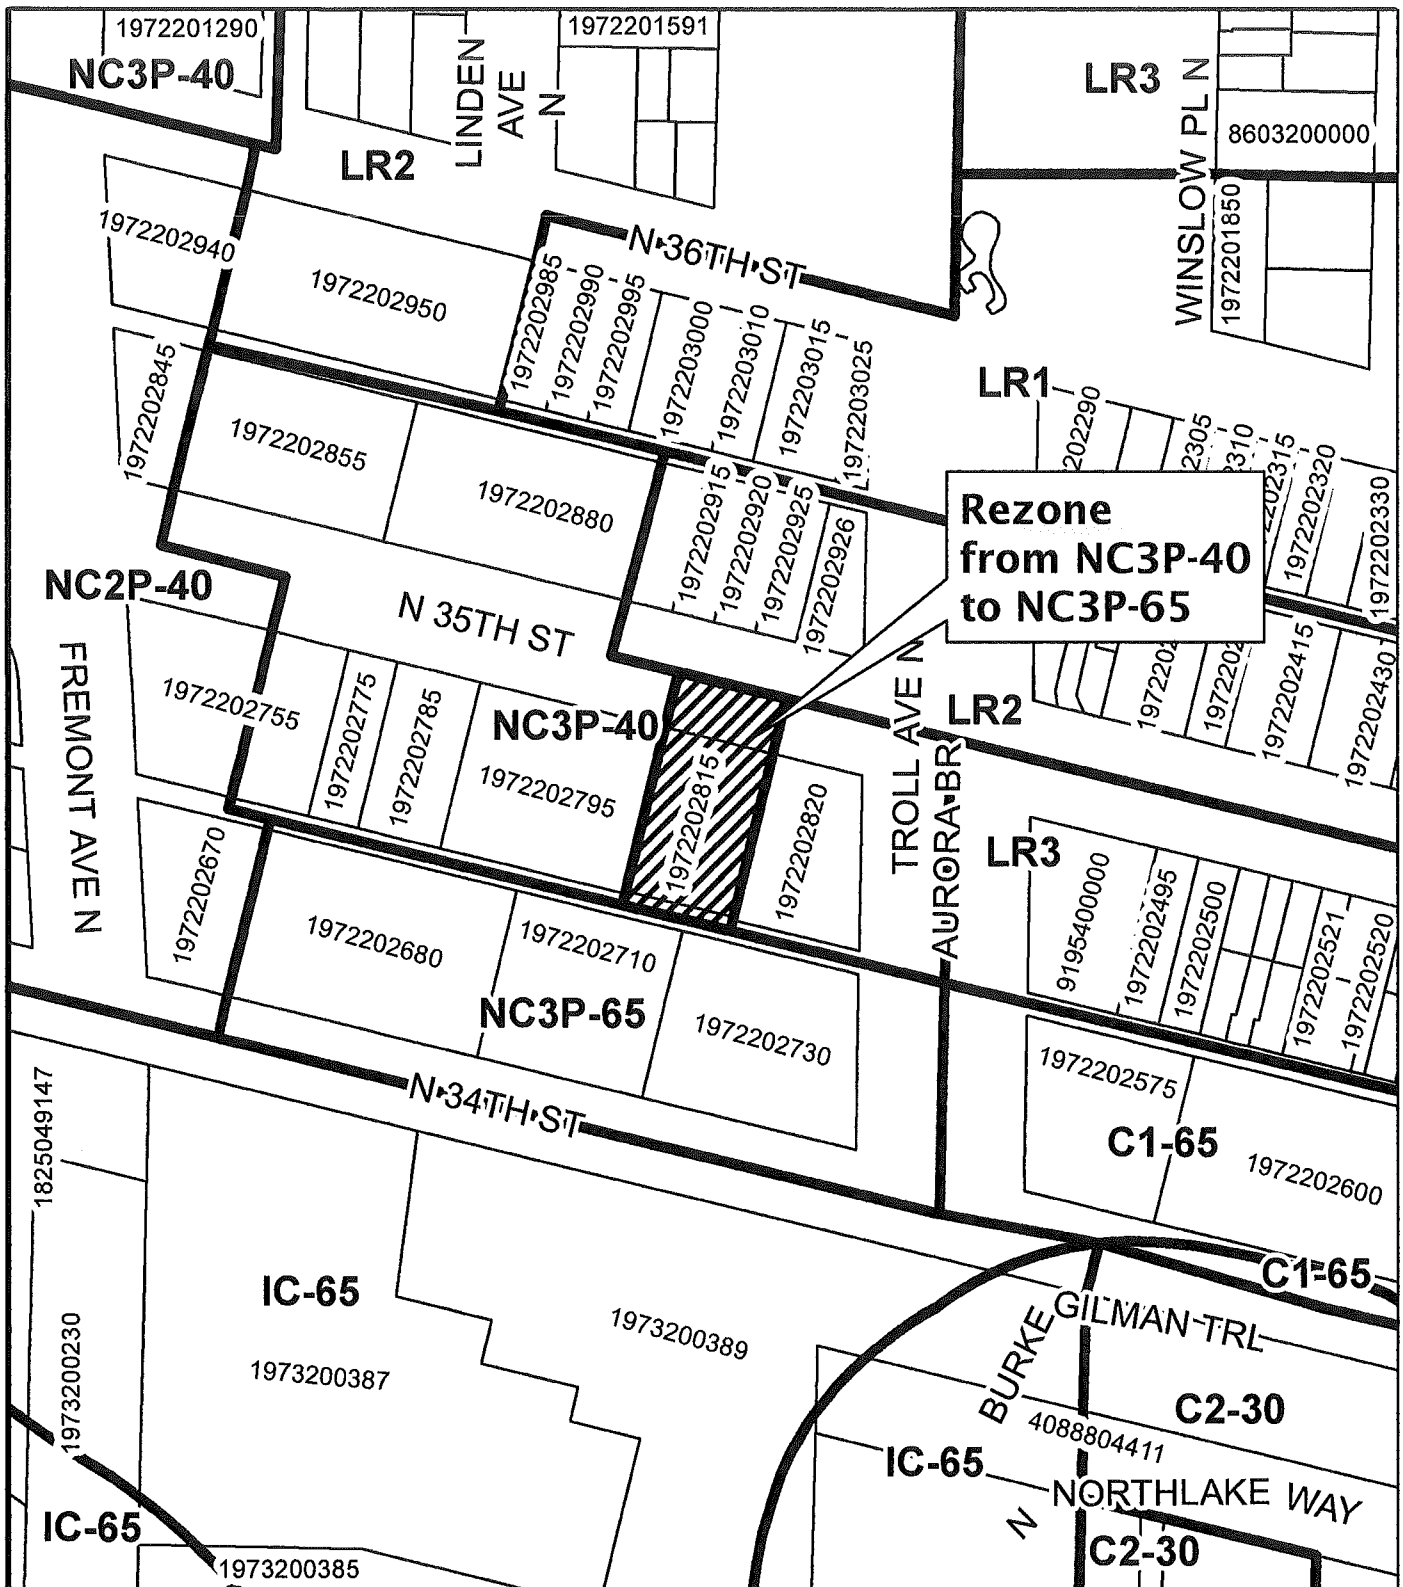 1972201290
NC3P-40
LINDEN
AVE
N
1972201591
LR3
WINSLOW PL N
8603200000
LR2
1972201850
1972202940
1972202950
N 36TH ST
1972202985
1972202990
1972202995
1972203000
1972203010
1972203015
1972203025
LR1
1972202845
1972202855
1972202880
1972202915
1972202920
1972202925
1972202926
202290
2305
2310
202315
1972202320
1972202330
Rezone
from NC3P-40
to NC3P-65
NC2P-40
N 35TH ST
FREMONT AVE N
1972202755
1972202775
1972202785
NC3P-40
1972202795
1972202815
1972202820
TROLL AVE N
AURORA BR
LR2
1972202415
1972202430
LR3
1972202670
1972202680
1972202710
NC3P-65
1972202730
9195400000
1972202495
1972202500
1972202521
1972202520
N 34TH ST
1972202575
C1-65
1972202600
1825049147
IC-65
1973200389
1973200387
1973200230
C1-65
BURKE GILMAN TRL
C2-30
4088804411
IC-65
N NORTHLAKE WAY
IC-65
C2-30
1973200385